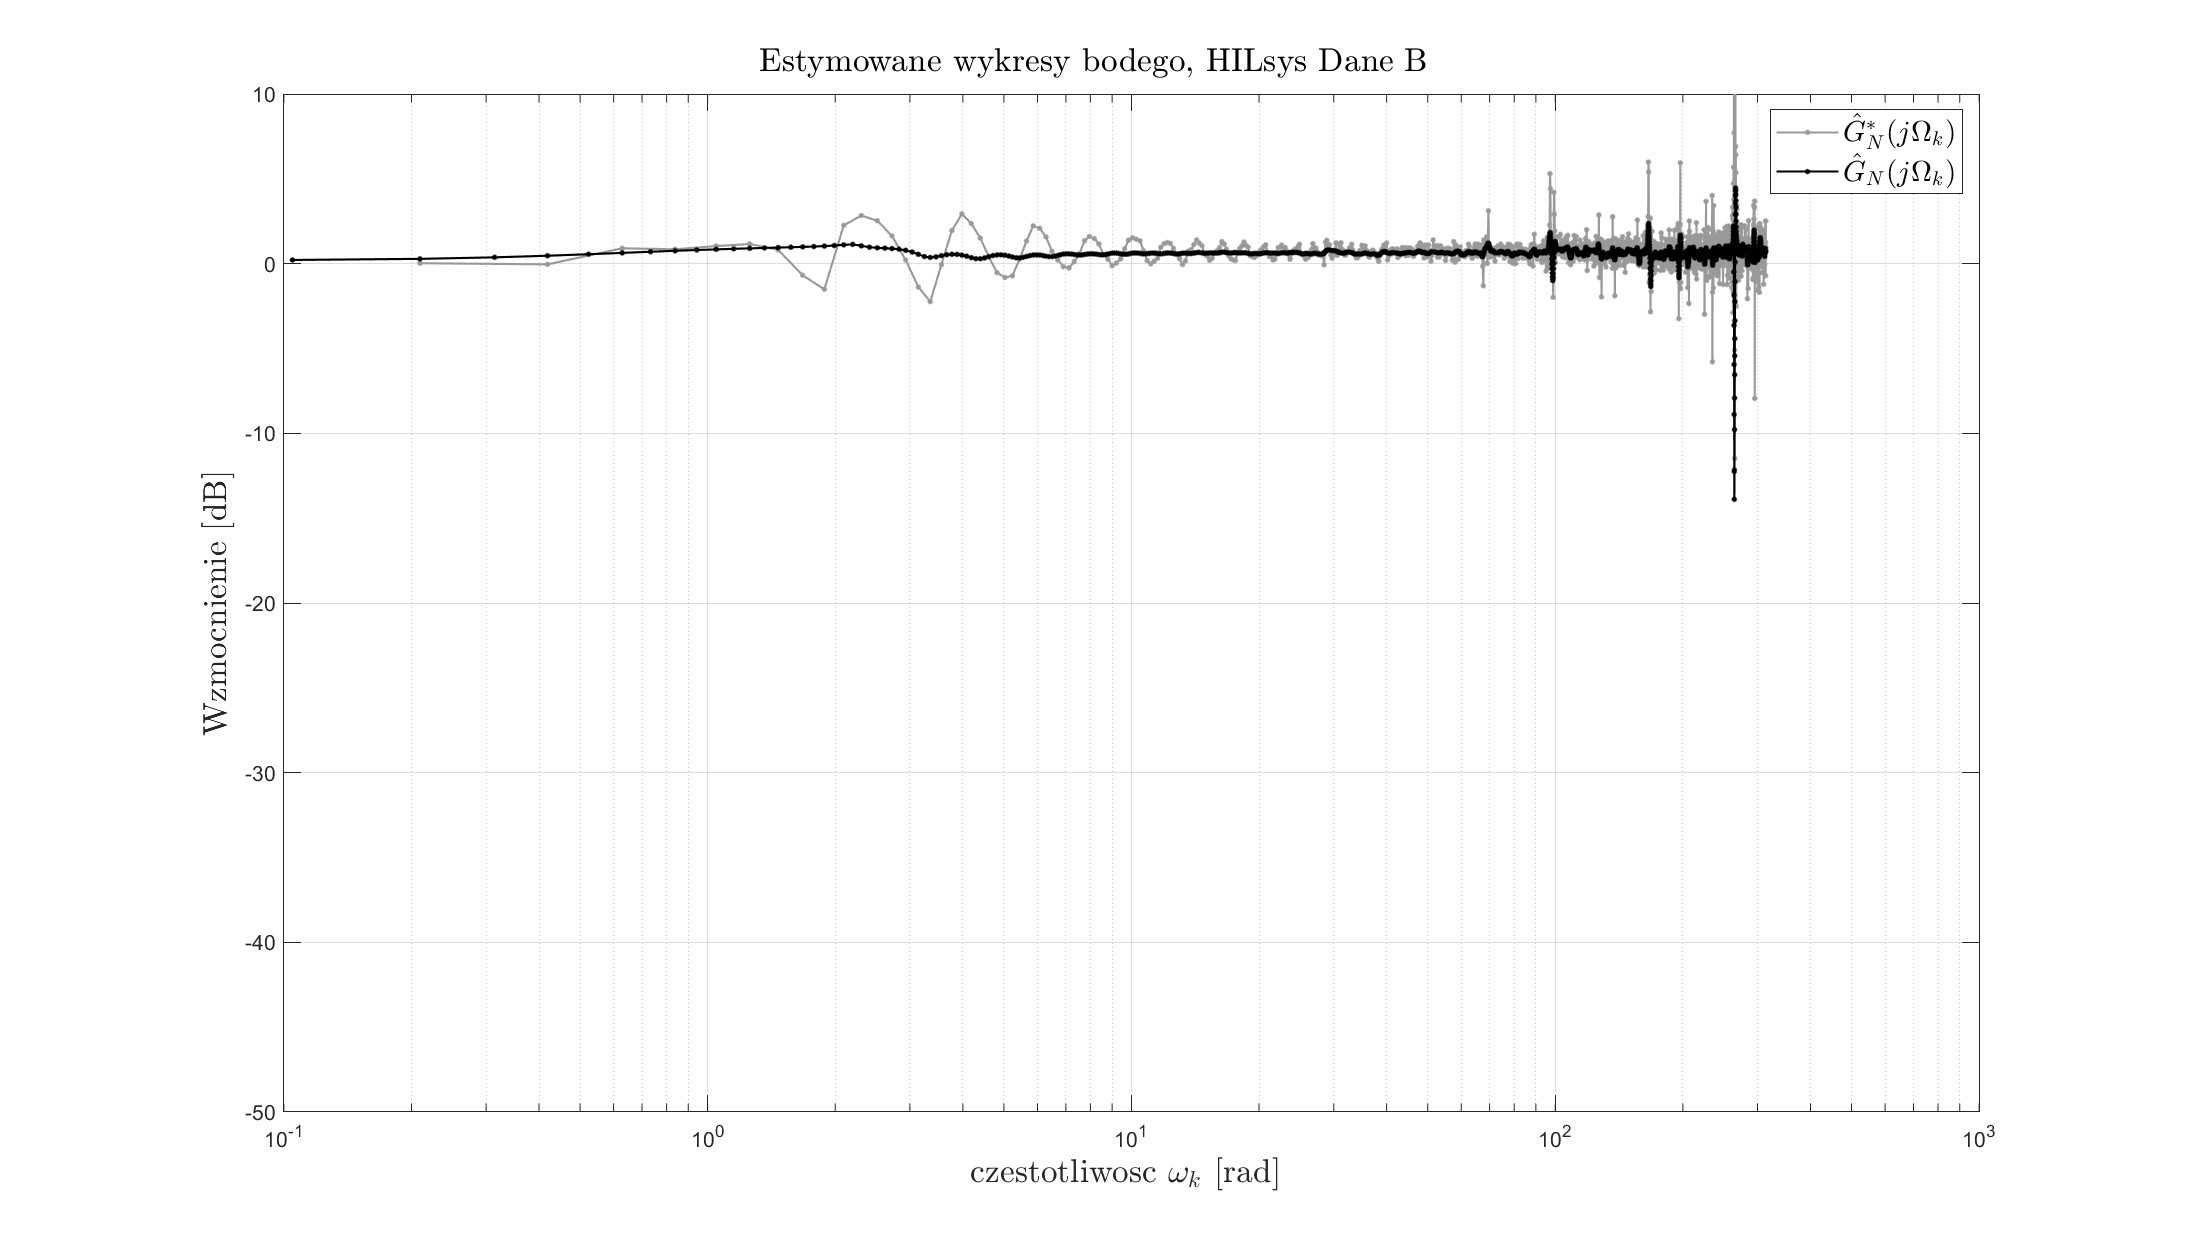 Estymowane wykresy bodego, HILsys Dane B
Ĝ*_N(jΩ_k)
Ĝ_N(jΩ_k)
10
0
-10
-20
-30
-40
-50
Wzmocnienie [dB]
10^-1
10^0
10^1
10^2
10^3
czestotliwosc ω_k [rad]